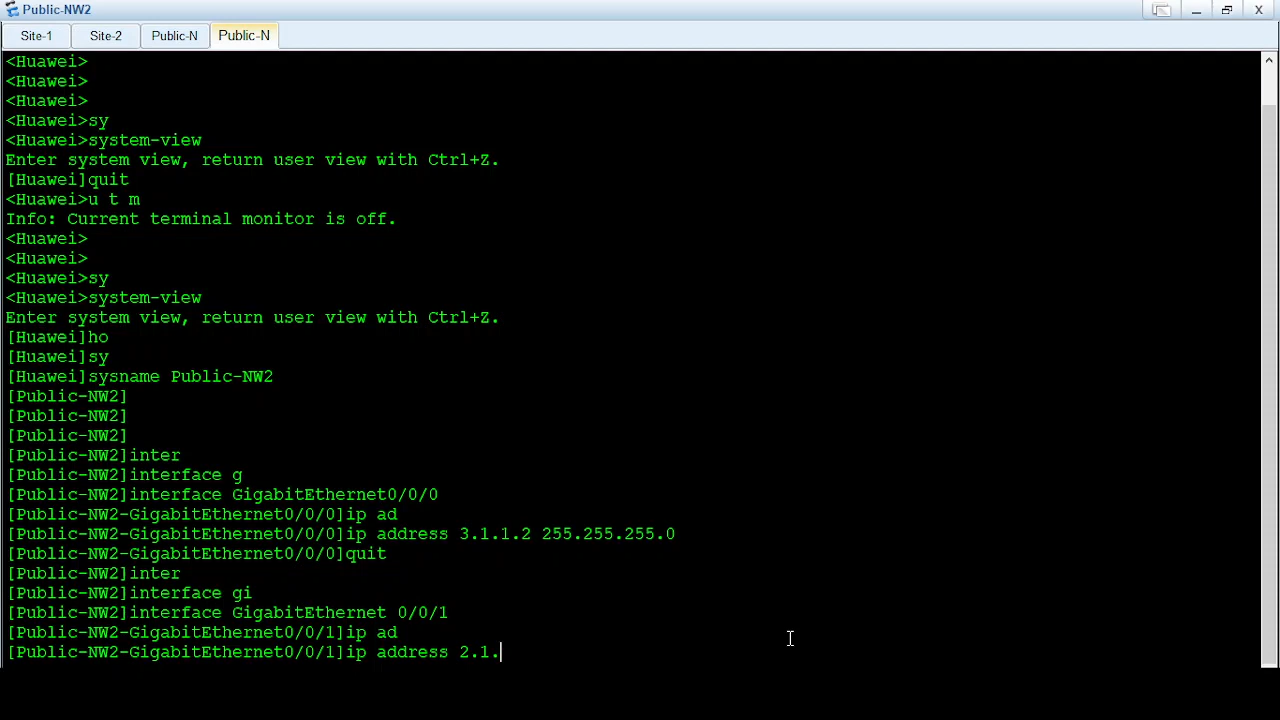 Public-NW2
Site-1 Site-2 Public-N Public-N
<Huawei>
<Huawei>
<Huawei>
<Huawei>sy
<Huawei>system-view
Enter system view, return user view with Ctrl+Z.
[Huawei]quit
<Huawei>u t m
Info: Current terminal monitor is off.
<Huawei>
<Huawei>
<Huawei>sy
<Huawei>system-view
Enter system view, return user view with Ctrl+Z.
[Huawei]ho
[Huawei]sy
[Huawei]sysname Public-NW2
[Public-NW2]
[Public-NW2]
[Public-NW2]
[Public-NW2]inter
[Public-NW2]interface g
[Public-NW2]interface GigabitEthernet0/0/0
[Public-NW2-GigabitEthernet0/0/0]ip ad
[Public-NW2-GigabitEthernet0/0/0]ip address 3.1.1.2 255.255.255.0
[Public-NW2-GigabitEthernet0/0/0]quit
[Public-NW2]inter
[Public-NW2]interface gi
[Public-NW2]interface GigabitEthernet 0/0/1
[Public-NW2-GigabitEthernet0/0/1]ip ad
[Public-NW2-GigabitEthernet0/0/1]ip address 2.1.